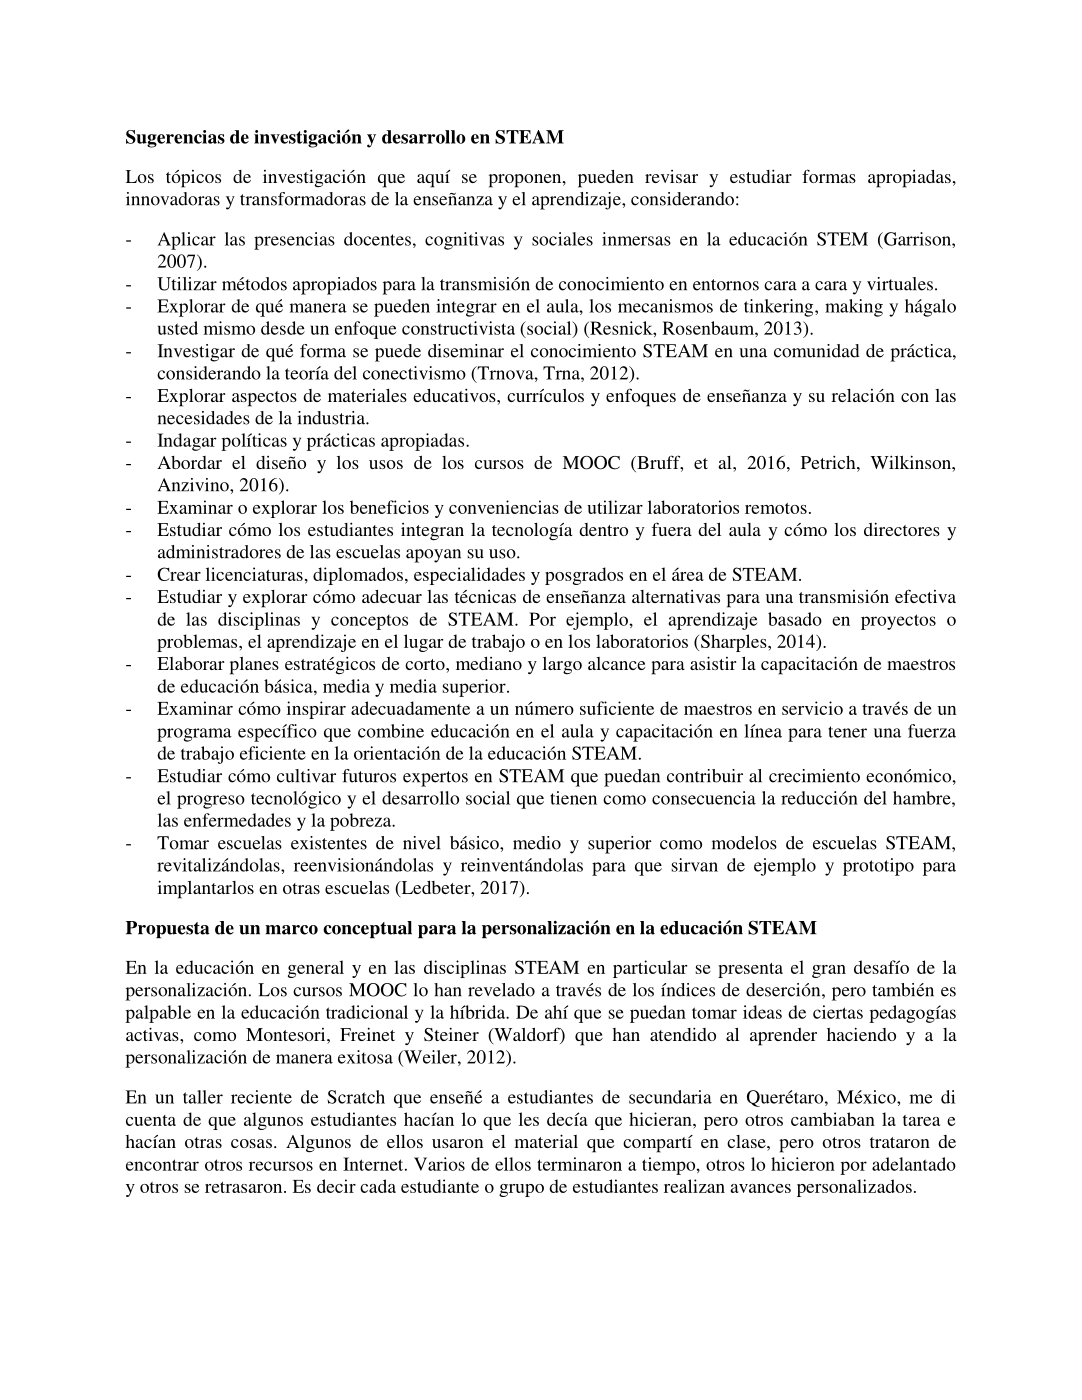 Sugerencias de investigación y desarrollo en STEAM
Los tópicos de investigación que aquí se proponen, pueden revisar y estudiar formas apropiadas,
innovadoras y transformadoras de la enseñanza y el aprendizaje, considerando:
- Aplicar las presencias docentes, cognitivas y sociales inmersas en la educación STEM (Garrison,
2007).
- Utilizar métodos apropiados para la transmisión de conocimiento en entornos cara a cara y virtuales.
- Explorar de qué manera se pueden integrar en el aula, los mecanismos de tinkering, making y hágalo
usted mismo desde un enfoque constructivista (social) (Resnick, Rosenbaum, 2013).
- Investigar de qué forma se puede diseminar el conocimiento STEAM en una comunidad de práctica,
considerando la teoría del conectivismo (Trnova, Trna, 2012).
- Explorar aspectos de materiales educativos, currículos y enfoques de enseñanza y su relación con las
necesidades de la industria.
- Indagar políticas y prácticas apropiadas.
- Abordar el diseño y los usos de los cursos de MOOC (Bruff, et al, 2016, Petrich, Wilkinson,
Anzivino, 2016).
- Examinar o explorar los beneficios y conveniencias de utilizar laboratorios remotos.
- Estudiar cómo los estudiantes integran la tecnología dentro y fuera del aula y cómo los directores y
administradores de las escuelas apoyan su uso.
- Crear licenciaturas, diplomados, especialidades y posgrados en el área de STEAM.
- Estudiar y explorar cómo adecuar las técnicas de enseñanza alternativas para una transmisión efectiva
de las disciplinas y conceptos de STEAM. Por ejemplo, el aprendizaje basado en proyectos o
problemas, el aprendizaje en el lugar de trabajo o en los laboratorios (Sharples, 2014).
- Elaborar planes estratégicos de corto, mediano y largo alcance para asistir la capacitación de maestros
de educación básica, media y media superior.
- Examinar cómo inspirar adecuadamente a un número suficiente de maestros en servicio a través de un
programa específico que combine educación en el aula y capacitación en línea para tener una fuerza
de trabajo eficiente en la orientación de la educación STEAM.
- Estudiar cómo cultivar futuros expertos en STEAM que puedan contribuir al crecimiento económico,
el progreso tecnológico y el desarrollo social que tienen como consecuencia la reducción del hambre,
las enfermedades y la pobreza.
- Tomar escuelas existentes de nivel básico, medio y superior como modelos de escuelas STEAM,
revitalizándolas, reenvisionándolas y reinventándolas para que sirvan de ejemplo y prototipo para
implantarlos en otras escuelas (Ledbeter, 2017).
Propuesta de un marco conceptual para la personalización en la educación STEAM
En la educación en general y en las disciplinas STEAM en particular se presenta el gran desafío de la
personalización. Los cursos MOOC lo han revelado a través de los índices de deserción, pero también es
palpable en la educación tradicional y la híbrida. De ahí que se puedan tomar ideas de ciertas pedagogías
activas, como Montesori, Freinet y Steiner (Waldorf) que han atendido al aprender haciendo y a la
personalización de manera exitosa (Weiler, 2012).
En un taller reciente de Scratch que enseñé a estudiantes de secundaria en Querétaro, México, me di
cuenta de que algunos estudiantes hacían lo que les decía que hicieran, pero otros cambiaban la tarea e
hacían otras cosas. Algunos de ellos usaron el material que compartí en clase, pero otros trataron de
encontrar otros recursos en Internet. Varios de ellos terminaron a tiempo, otros lo hicieron por adelantado
y otros se retrasaron. Es decir cada estudiante o grupo de estudiantes realizan avances personalizados.